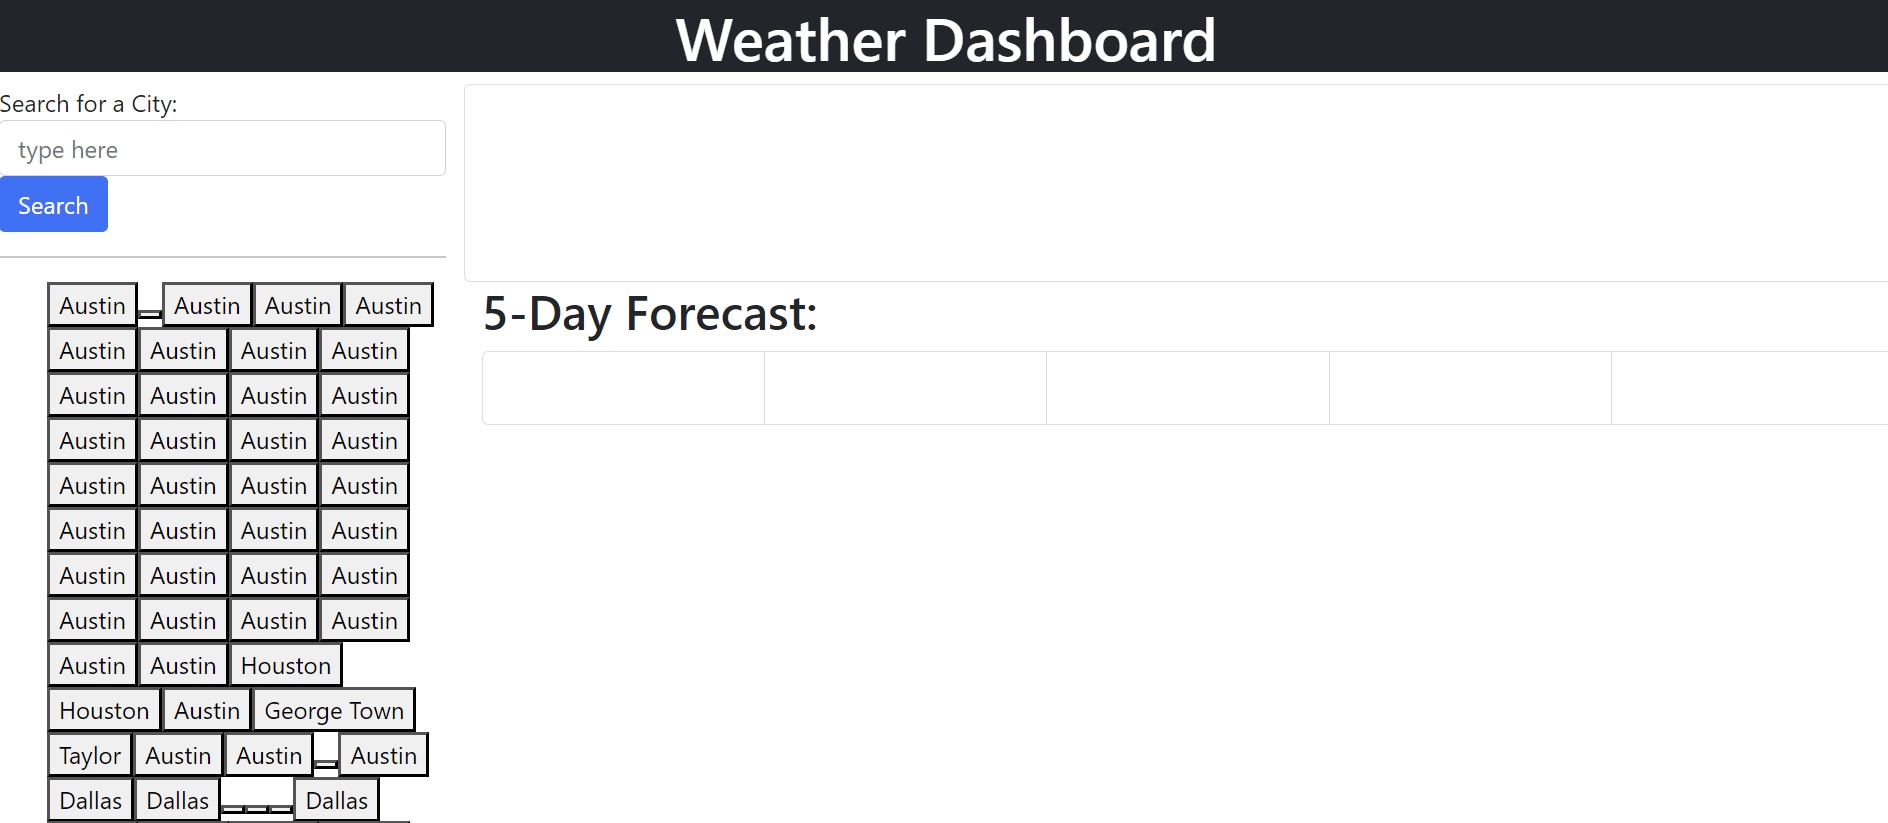 Weather Dashboard
Search for a City:
type here
Search
Austin Austin Austin Austin
Austin Austin Austin Austin
Austin Austin Austin Austin
Austin Austin Austin Austin
Austin Austin Austin Austin
Austin Austin Austin Austin
Austin Austin Austin Austin
Austin Austin Austin Austin
Austin Austin Houston
Houston Austin George Town
Taylor Austin Austin Austin
Dallas Dallas Dallas
5-Day Forecast: